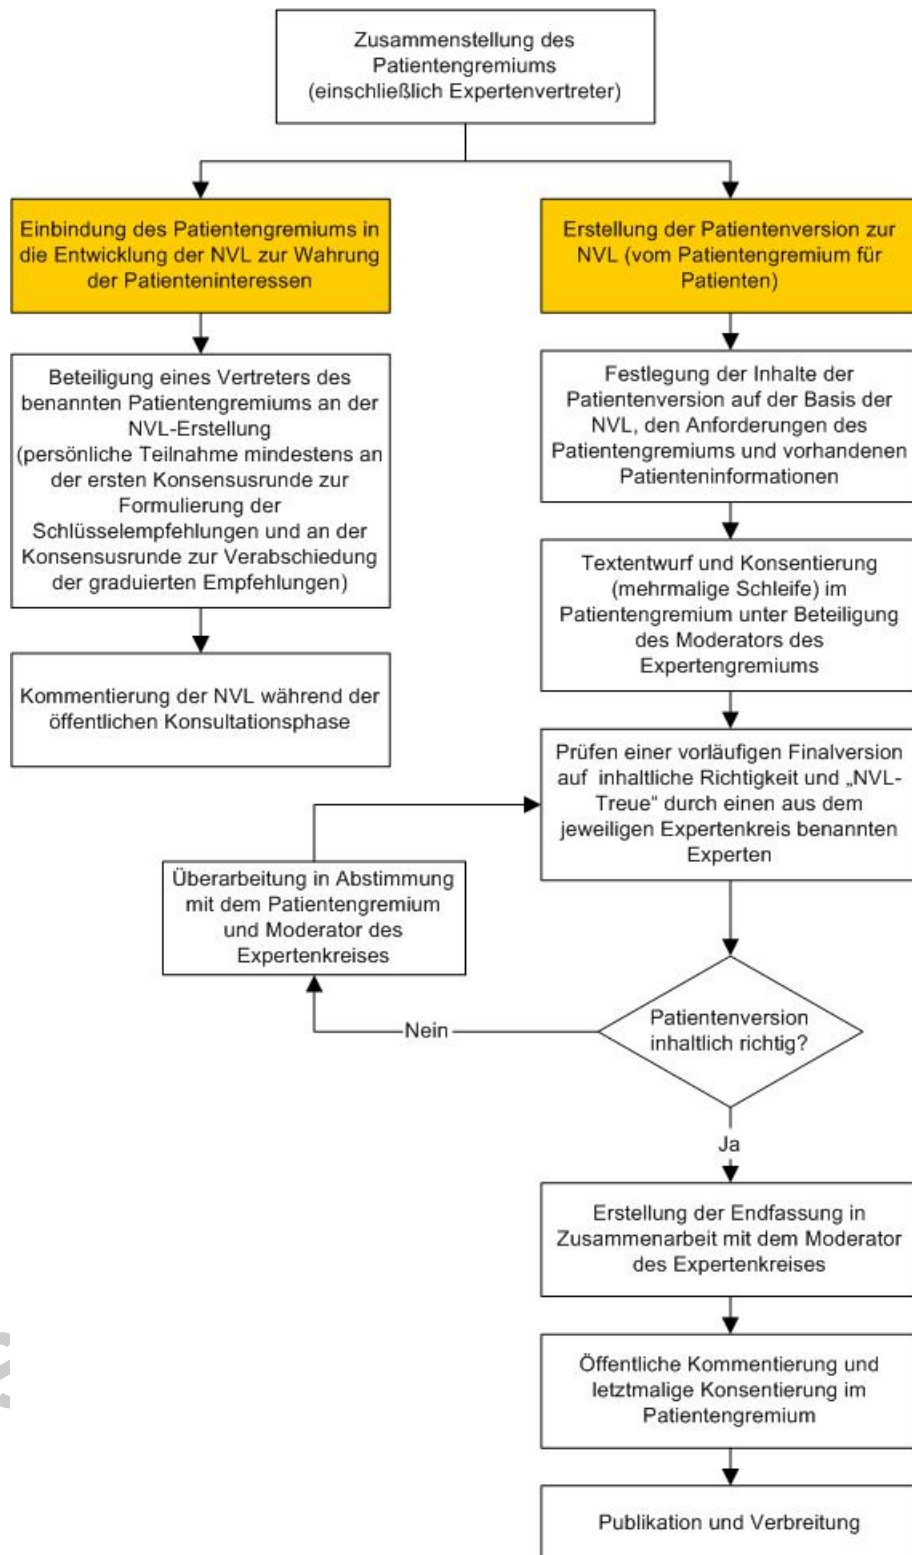 Zusammenstellung des
Patientengremiums
(einschließlich Expertenvertreter)
Einbindung des Patientengremiums in
die Entwicklung der NVL zur Wahrung
der Patienteninteressen
Beteiligung eines Vertreters des
benannten Patientengremiums an der
NVL-Erstellung
(persönliche Teilnahme mindestens an
der ersten Konsensusrunde zur
Formulierung der
Schlüsselempfehlungen und an der
Konsensusrunde zur Verabschiedung
der graduierten Empfehlungen)
Kommentierung der NVL während der
öffentlichen Konsultationsphase
Erstellung der Patientenversion zur
NVL (vom Patientengremium für
Patienten)
Festlegung der Inhalte der
Patientenversion auf der Basis der
NVL, den Anforderungen des
Patientengremiums und vorhandenen
Patienteninformationen
Textentwurf und Konsentierung
(mehrmalige Schleife) im
Patientengremium unter Beteiligung
des Moderators des
Expertengremiums
Prüfen einer vorläufigen Finalversion
auf inhaltliche Richtigkeit und „NVL-
Treue“ durch einen aus dem
jeweiligen Expertenkreis benannten
Experten
Überarbeitung in Abstimmung
mit dem Patientengremium
und Moderator des
Expertenkreises
Patientenversion
inhaltlich richtig?
Nein
Ja
Erstellung der Endfassung in
Zusammenarbeit mit dem Moderator
des Expertenkreises
Öffentliche Kommentierung und
letztmalige Konsentierung im
Patientengremium
Publikation und Verbreitung